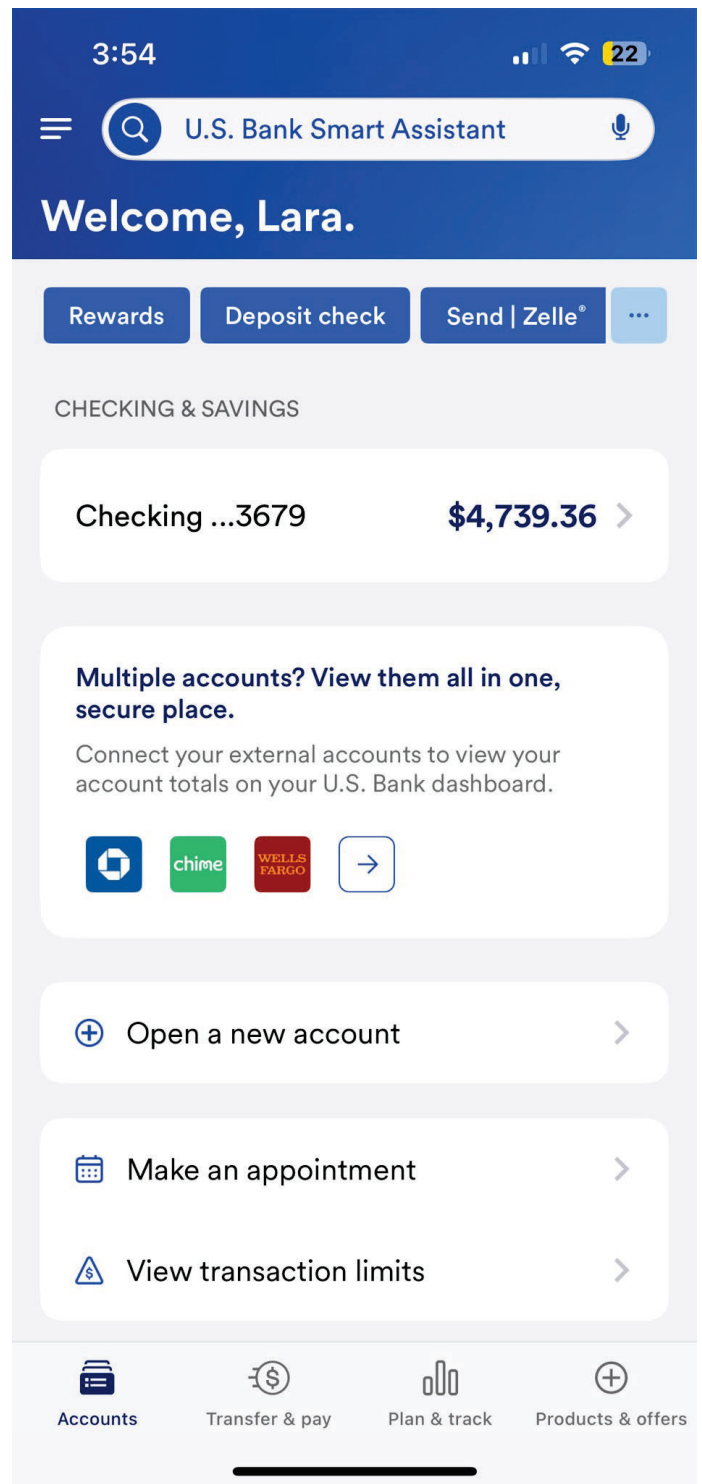 3:54
22
U.S. Bank Smart Assistant
Welcome, Lara.
Rewards
Deposit check
Send | Zelle®
...
CHECKING & SAVINGS
Checking ...3679
$4,739.36
Multiple accounts? View them all in one,
secure place.
Connect your external accounts to view your
account totals on your U.S. Bank dashboard.
chime
WELLS
FARGO
Open a new account
Make an appointment
View transaction limits
Accounts
Transfer & pay
Plan & track
Products & offers